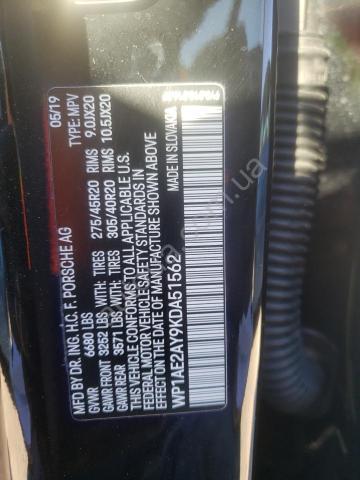 MFD BY DR. ING. H.C. F. PORSCHE AG 05/19
GVWR 6680 LBS TYPE: MPV
GAWR FRONT 3252 LBS WITH: TIRES 275/45R20 RIMS 9.0JX20
GAWR REAR 3571 LBS WITH: TIRES 305/40R20 RIMS 10.5JX20
THIS VEHICLE CONFORMS TO ALL APPLICABLE U.S.
FEDERAL MOTOR VEHICLE SAFETY STANDARDS IN
EFFECT ON THE DATE OF MANUFACTURE SHOWN ABOVE
MADE IN SLOVAKIA
WP1AE2AY9KDA51562